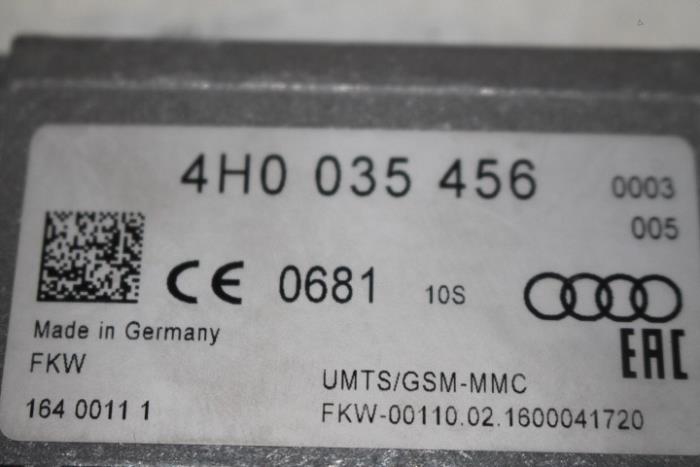 4H0 035 456 0003
005
CE 0681 10S
EAC
Made in Germany
FKW
UMTS/GSM-MMC
164 0011 1
FKW-00110.02.1600041720